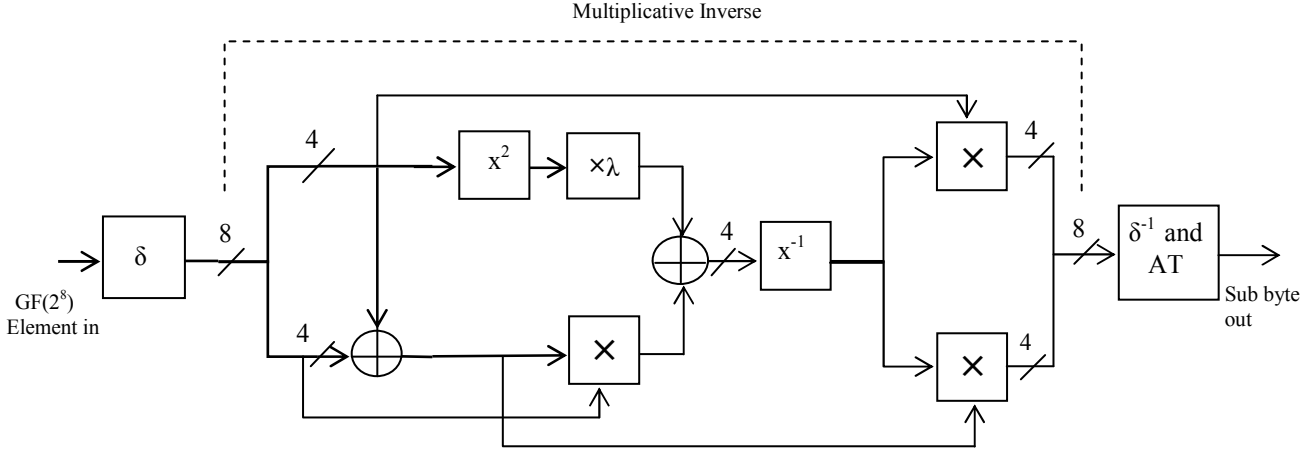 Multiplicative Inverse
4
x²
×λ
×
4
δ
8
4
x⁻¹
8
δ⁻¹ and
AT
GF(2⁸)
Element in
4
×
×
4
Sub byte
out